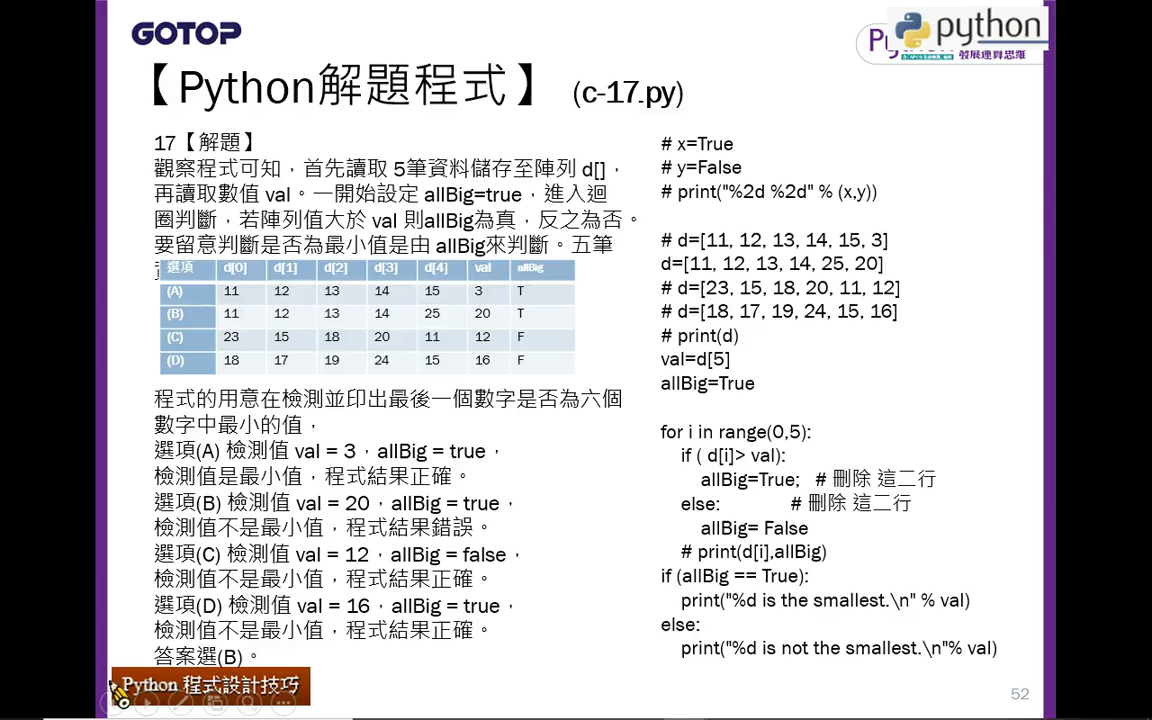 GOTOP
python
發展運算思維
【Python解題程式】 (c-17.py)
17【解題】
觀察程式可知，首先讀取 5筆資料儲存至陣列 d[]，
再讀取數值 val。一開始設定 allBig=true，進入迴
圈判斷，若陣列值大於 val 則allBig為真，反之為否。
要留意判斷是否為最小值是由 allBig來判斷。五筆
選項 d[0] d[1] d[2] d[3] d[4] val allBig
(A) 11 12 13 14 15 3 T
(B) 11 12 13 14 25 20 T
(C) 23 15 18 20 11 12 F
(D) 18 17 19 24 15 16 F
程式的用意在檢測並印出最後一個數字是否為六個
數字中最小的值，
選項(A) 檢測值 val = 3，allBig = true，
檢測值是最小值，程式結果正確。
選項(B) 檢測值 val = 20，allBig = true，
檢測值不是最小值，程式結果錯誤。
選項(C) 檢測值 val = 12，allBig = false，
檢測值不是最小值，程式結果正確。
選項(D) 檢測值 val = 16，allBig = true，
檢測值不是最小值，程式結果正確。
答案選(B)。
# x=True
# y=False
# print("%2d %2d" % (x,y))
# d=[11, 12, 13, 14, 15, 3]
d=[11, 12, 13, 14, 25, 20]
# d=[23, 15, 18, 20, 11, 12]
# d=[18, 17, 19, 24, 15, 16]
# print(d)
val=d[5]
allBig=True
for i in range(0,5):
if ( d[i]> val):
allBig=True; # 刪除 這二行
else: # 刪除 這二行
allBig= False
# print(d[i],allBig)
if (allBig == True):
print("%d is the smallest.\n" % val)
else:
print("%d is not the smallest.\n"% val)
Python 程式設計技巧
52